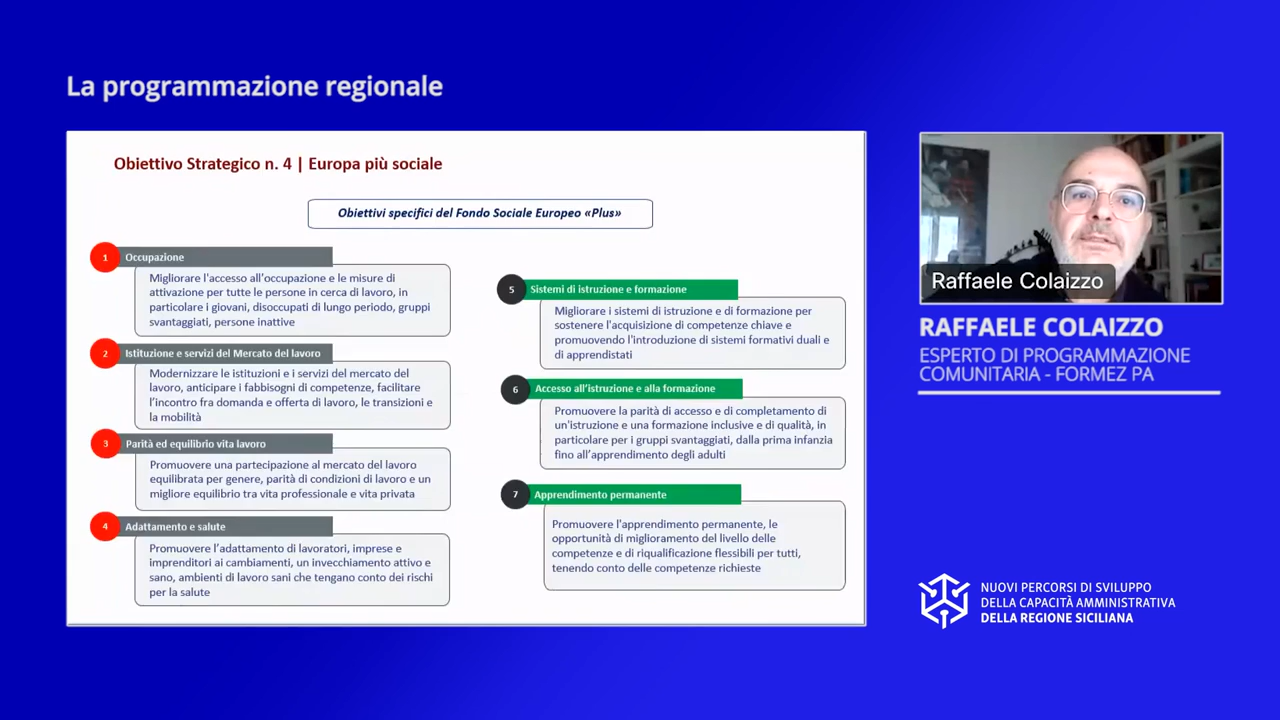 La programmazione regionale
Obiettivo Strategico n. 4 | Europa più sociale
Obiettivi specifici del Fondo Sociale Europeo «Plus»
1 Occupazione
Migliorare l'accesso all'occupazione e le misure di
attivazione per tutte le persone in cerca di lavoro, in
particolare i giovani, disoccupati di lungo periodo, gruppi
svantaggiati, persone inattive
2 Istituzione e servizi del Mercato del lavoro
Modernizzare le istituzioni e i servizi del mercato del
lavoro, anticipare i fabbisogni di competenze, facilitare
l'incontro fra domanda e offerta di lavoro, le transizioni e
la mobilità
3 Parità ed equilibrio vita lavoro
Promuovere una partecipazione al mercato del lavoro
equilibrata per genere, parità di condizioni di lavoro e un
migliore equilibrio tra vita professionale e vita privata
4 Adattamento e salute
Promuovere l'adattamento di lavoratori, imprese e
imprenditori ai cambiamenti, un invecchiamento attivo e
sano, ambienti di lavoro sani che tengano conto dei rischi
per la salute
5 Sistemi di istruzione e formazione
Migliorare i sistemi di istruzione e di formazione per
sostenere l'acquisizione di competenze chiave e
promuovendo l'introduzione di sistemi formativi duali e
di apprendistati
6 Accesso all'istruzione e alla formazione
Promuovere la parità di accesso e di completamento di
un'istruzione e una formazione inclusive e di qualità, in
particolare per i gruppi svantaggiati, dalla prima infanzia
fino all'apprendimento degli adulti
7 Apprendimento permanente
Promuovere l'apprendimento permanente, le
opportunità di miglioramento del livello delle
competenze e di riqualificazione flessibili per tutti,
tenendo conto delle competenze richieste
Raffaele Colaizzo
RAFFAELE COLAIZZO
ESPERTO DI PROGRAMMAZIONE
COMUNITARIA - FORMEZ PA
NUOVI PERCORSI DI SVILUPPO
DELLA CAPACITÀ AMMINISTRATIVA
DELLA REGIONE SICILIANA